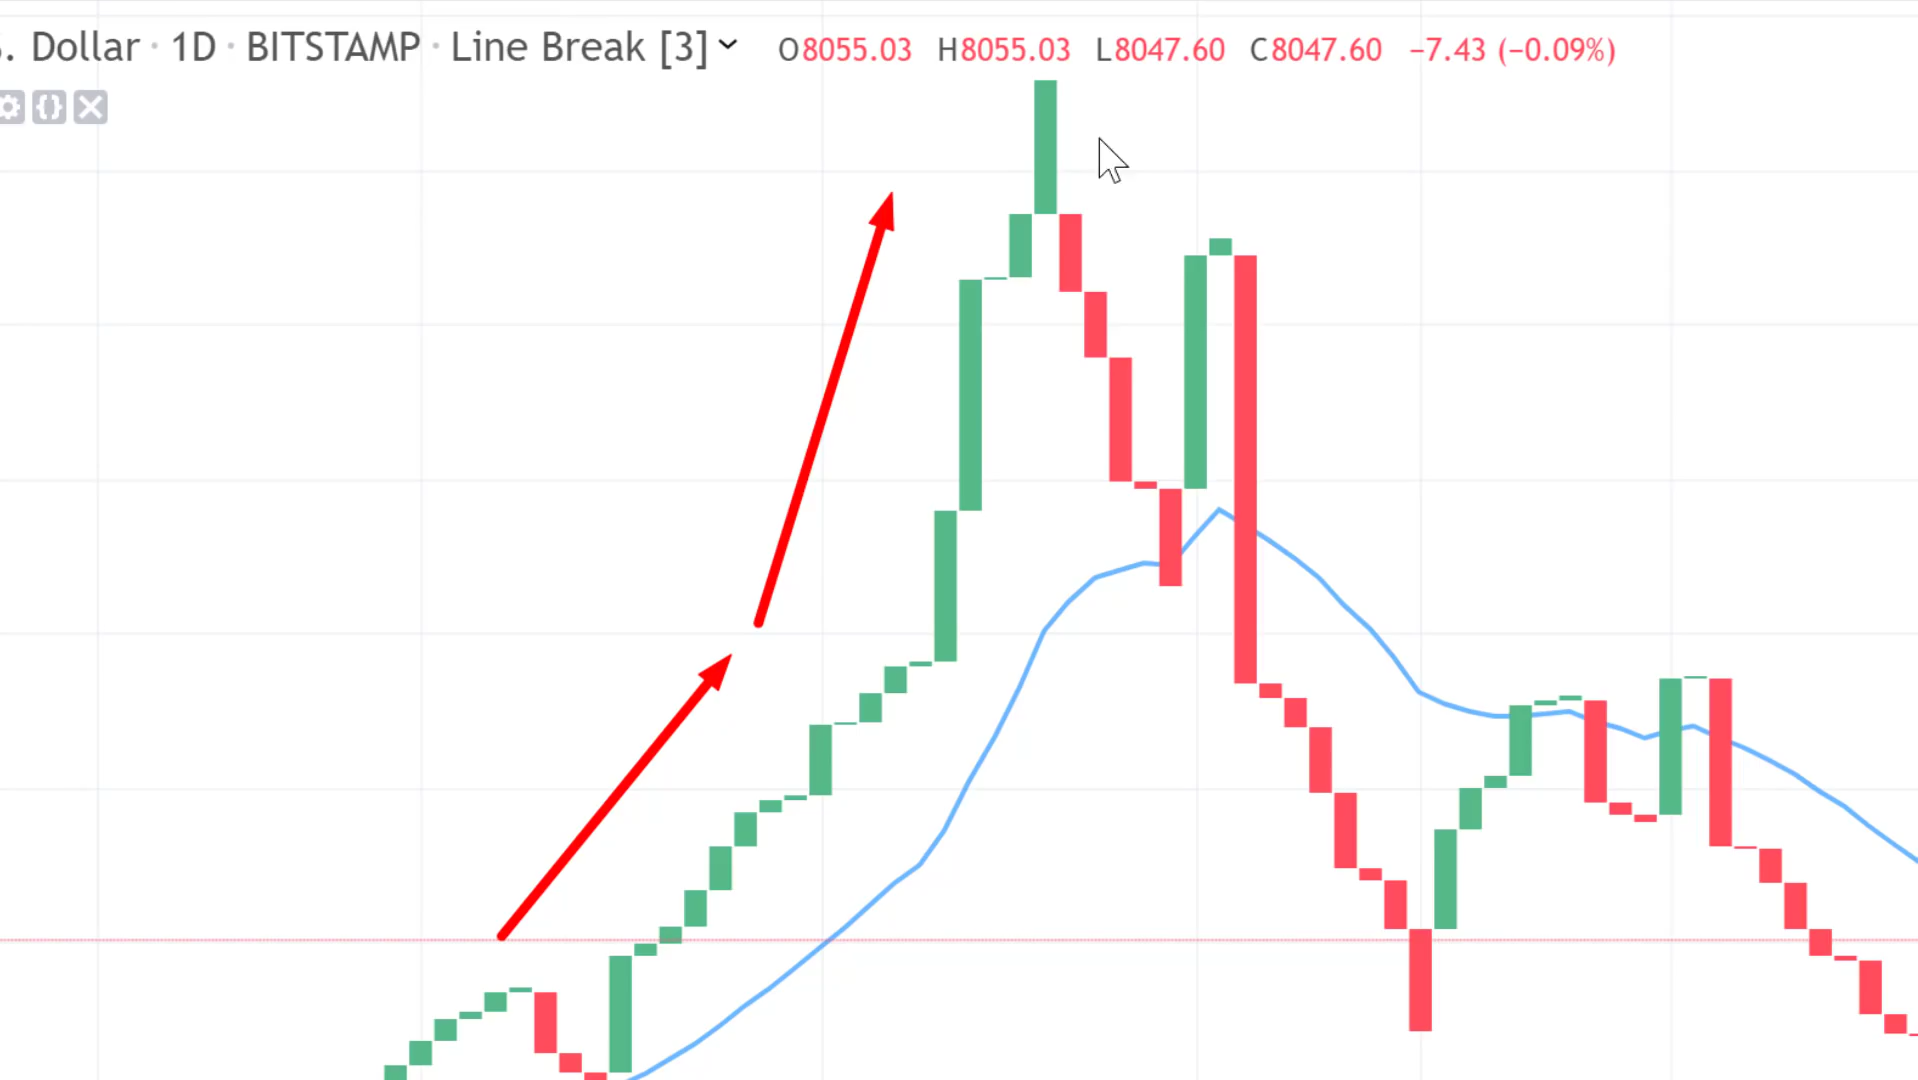 . Dollar · 1D · BITSTAMP · Line Break [3] O8055.03 H8055.03 L8047.60 C8047.60 −7.43 (−0.09%)
{}